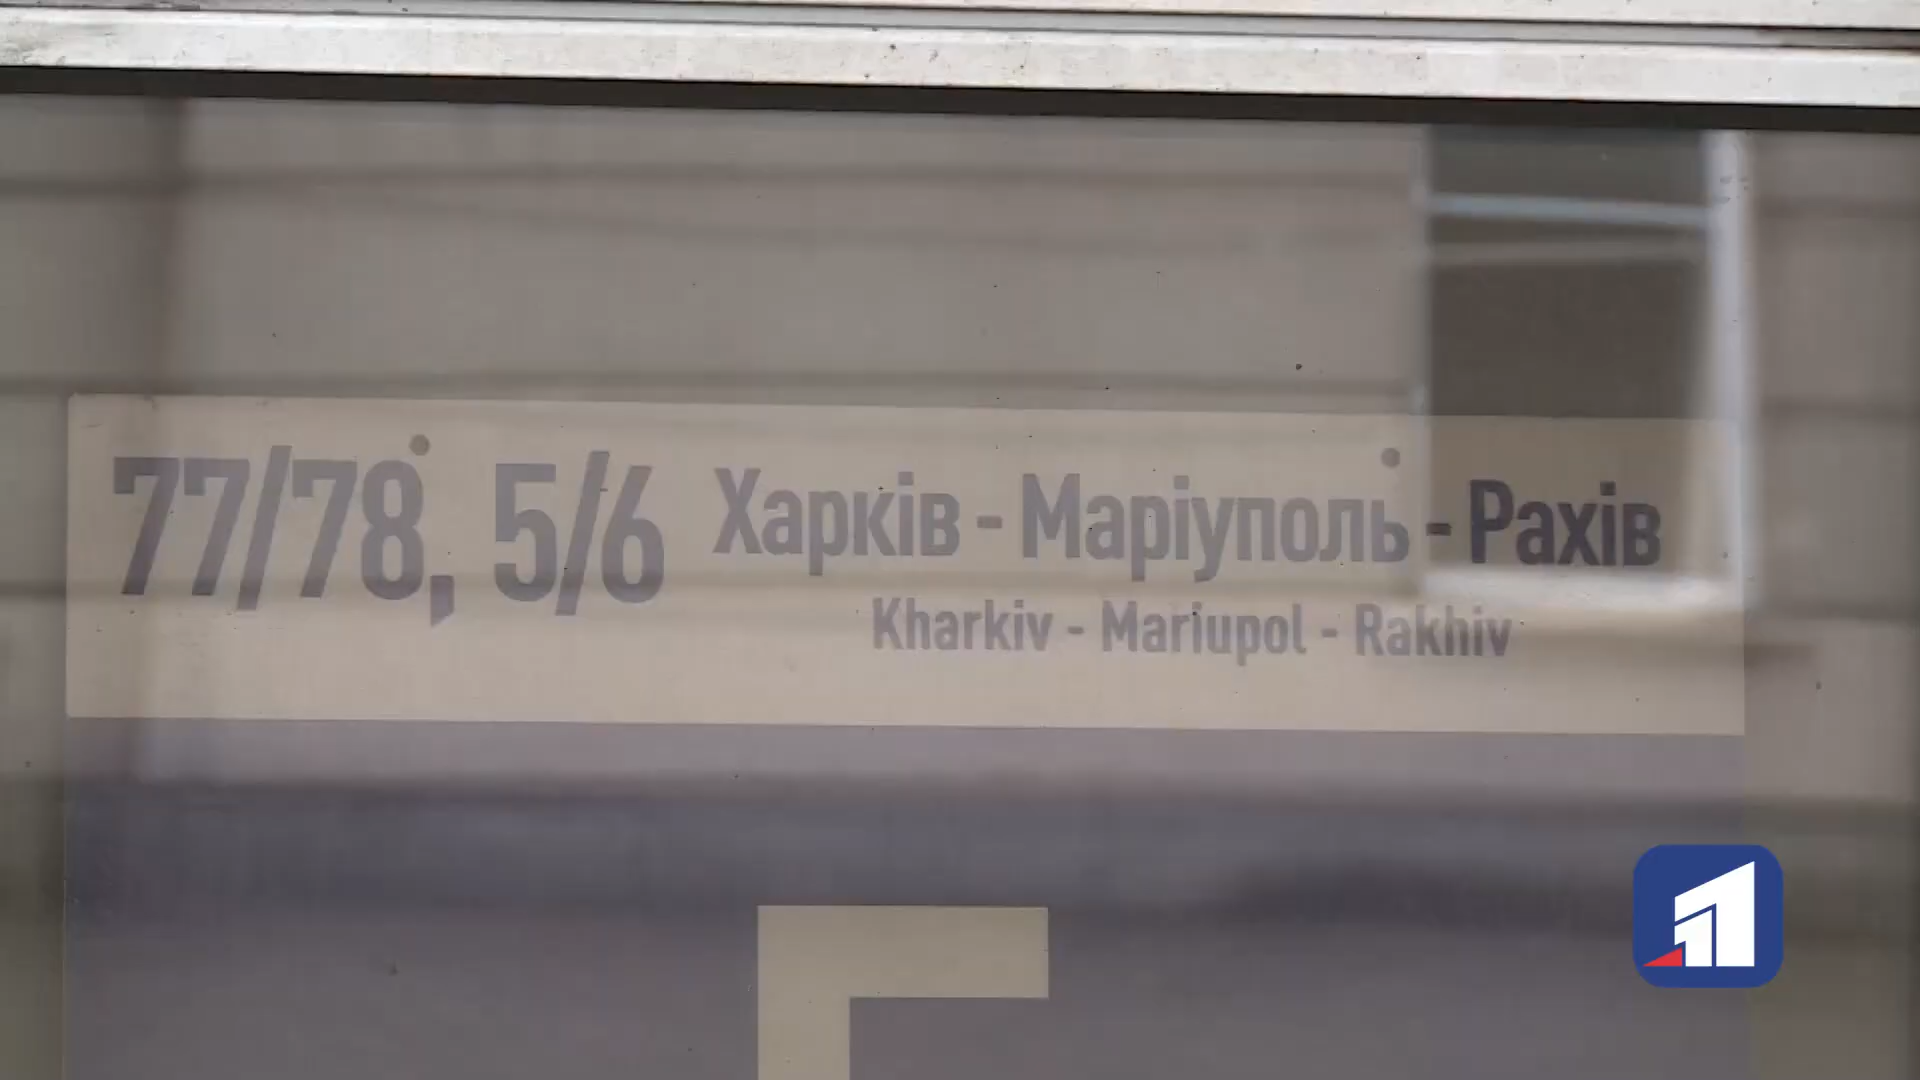 77/78, 5/6 Харків - Маріуполь - Рахів
Kharkiv - Mariupol - Rakhiv